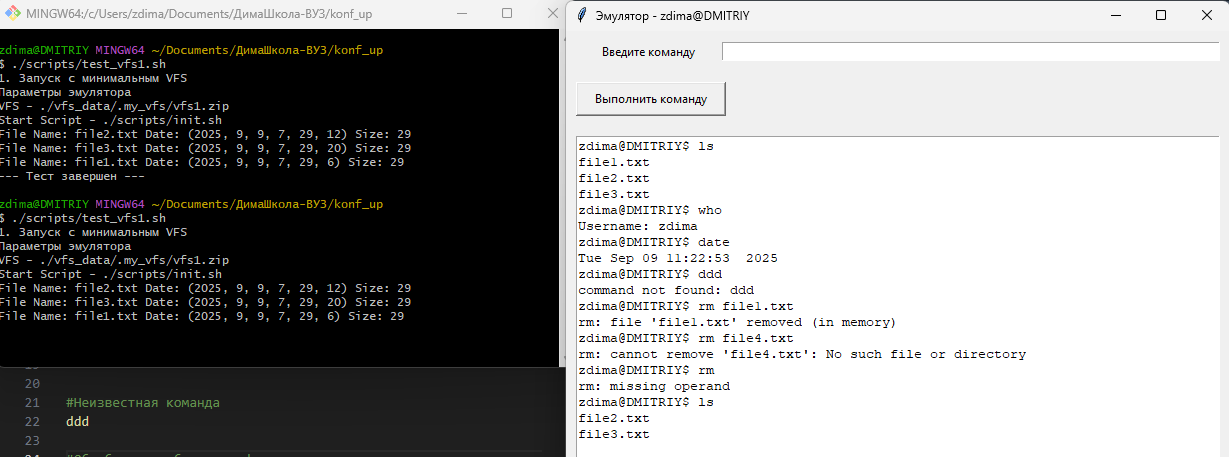 MINGW64:/c/Users/zdima/Documents/ДимаШкола-ВУЗ/konf_up
zdima@DMITRIY MINGW64 ~/Documents/ДимаШкола-ВУЗ/konf_up
$ ./scripts/test_vfs1.sh
1. Запуск с минимальным VFS
Параметры эмулятора
VFS - ./vfs_data/.my_vfs/vfs1.zip
Start Script - ./scripts/init.sh
File Name: file2.txt Date: (2025, 9, 9, 7, 29, 12) Size: 29
File Name: file3.txt Date: (2025, 9, 9, 7, 29, 20) Size: 29
File Name: file1.txt Date: (2025, 9, 9, 7, 29, 6) Size: 29
--- Тест завершен ---
zdima@DMITRIY MINGW64 ~/Documents/ДимаШкола-ВУЗ/konf_up
$ ./scripts/test_vfs1.sh
1. Запуск с минимальным VFS
Параметры эмулятора
VFS - ./vfs_data/.my_vfs/vfs1.zip
Start Script - ./scripts/init.sh
File Name: file2.txt Date: (2025, 9, 9, 7, 29, 12) Size: 29
File Name: file3.txt Date: (2025, 9, 9, 7, 29, 20) Size: 29
File Name: file1.txt Date: (2025, 9, 9, 7, 29, 6) Size: 29
20
21 #Неизвестная команда
22 ddd
23
Эмулятор - zdima@DMITRIY
Введите команду
Выполнить команду
zdima@DMITRIY$ ls
file1.txt
file2.txt
file3.txt
zdima@DMITRIY$ who
Username: zdima
zdima@DMITRIY$ date
Tue Sep 09 11:22:53  2025
zdima@DMITRIY$ ddd
command not found: ddd
zdima@DMITRIY$ rm file1.txt
rm: file 'file1.txt' removed (in memory)
zdima@DMITRIY$ rm file4.txt
rm: cannot remove 'file4.txt': No such file or directory
zdima@DMITRIY$ rm
rm: missing operand
zdima@DMITRIY$ ls
file2.txt
file3.txt